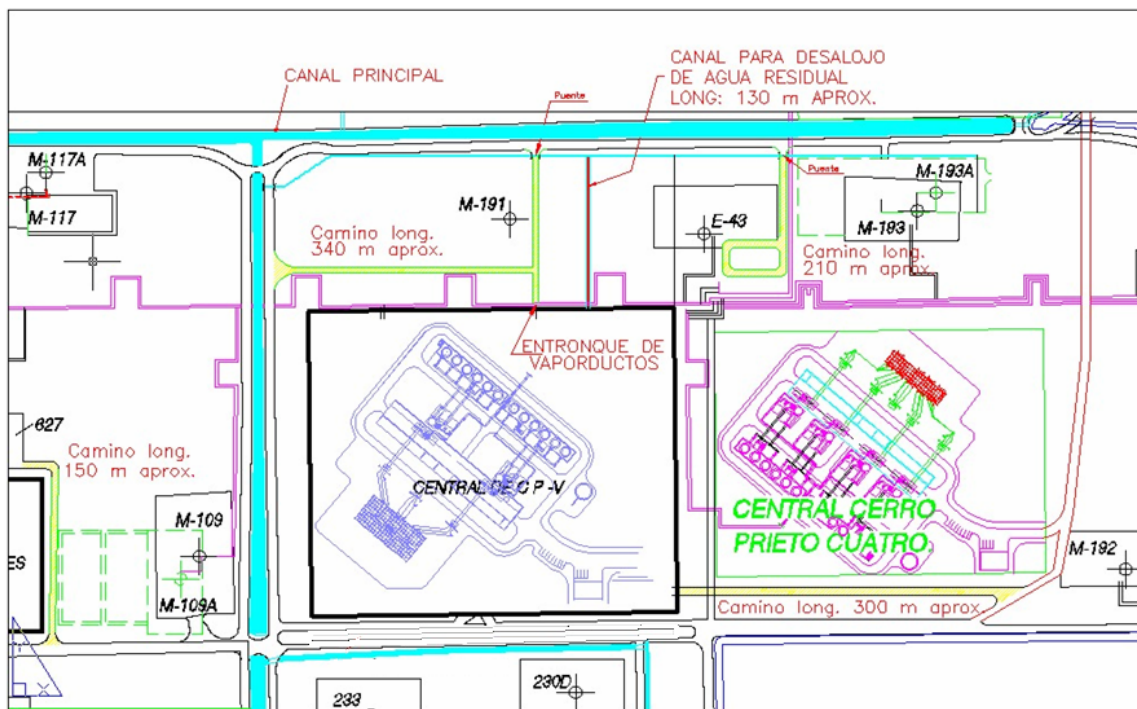 CANAL PRINCIPAL
Puente
CANAL PARA DESALOJO
DE AGUA RESIDUAL
LONG: 130 m APROX.
M-117A
M-117
M-191
E-43
Puente
M-193A
M-193
Camino long.
340 m aprox.
Camino long.
210 m aprox
ENTRONQUE DE
VAPORDUCTOS
627
Camino long.
150 m aprox.
CENTRAL DE C P -V
CENTRAL CERRO
PRIETO CUATRO
M-109
M-109A
ES
M-192
Camino long. 300 m aprox.
233
230D
X